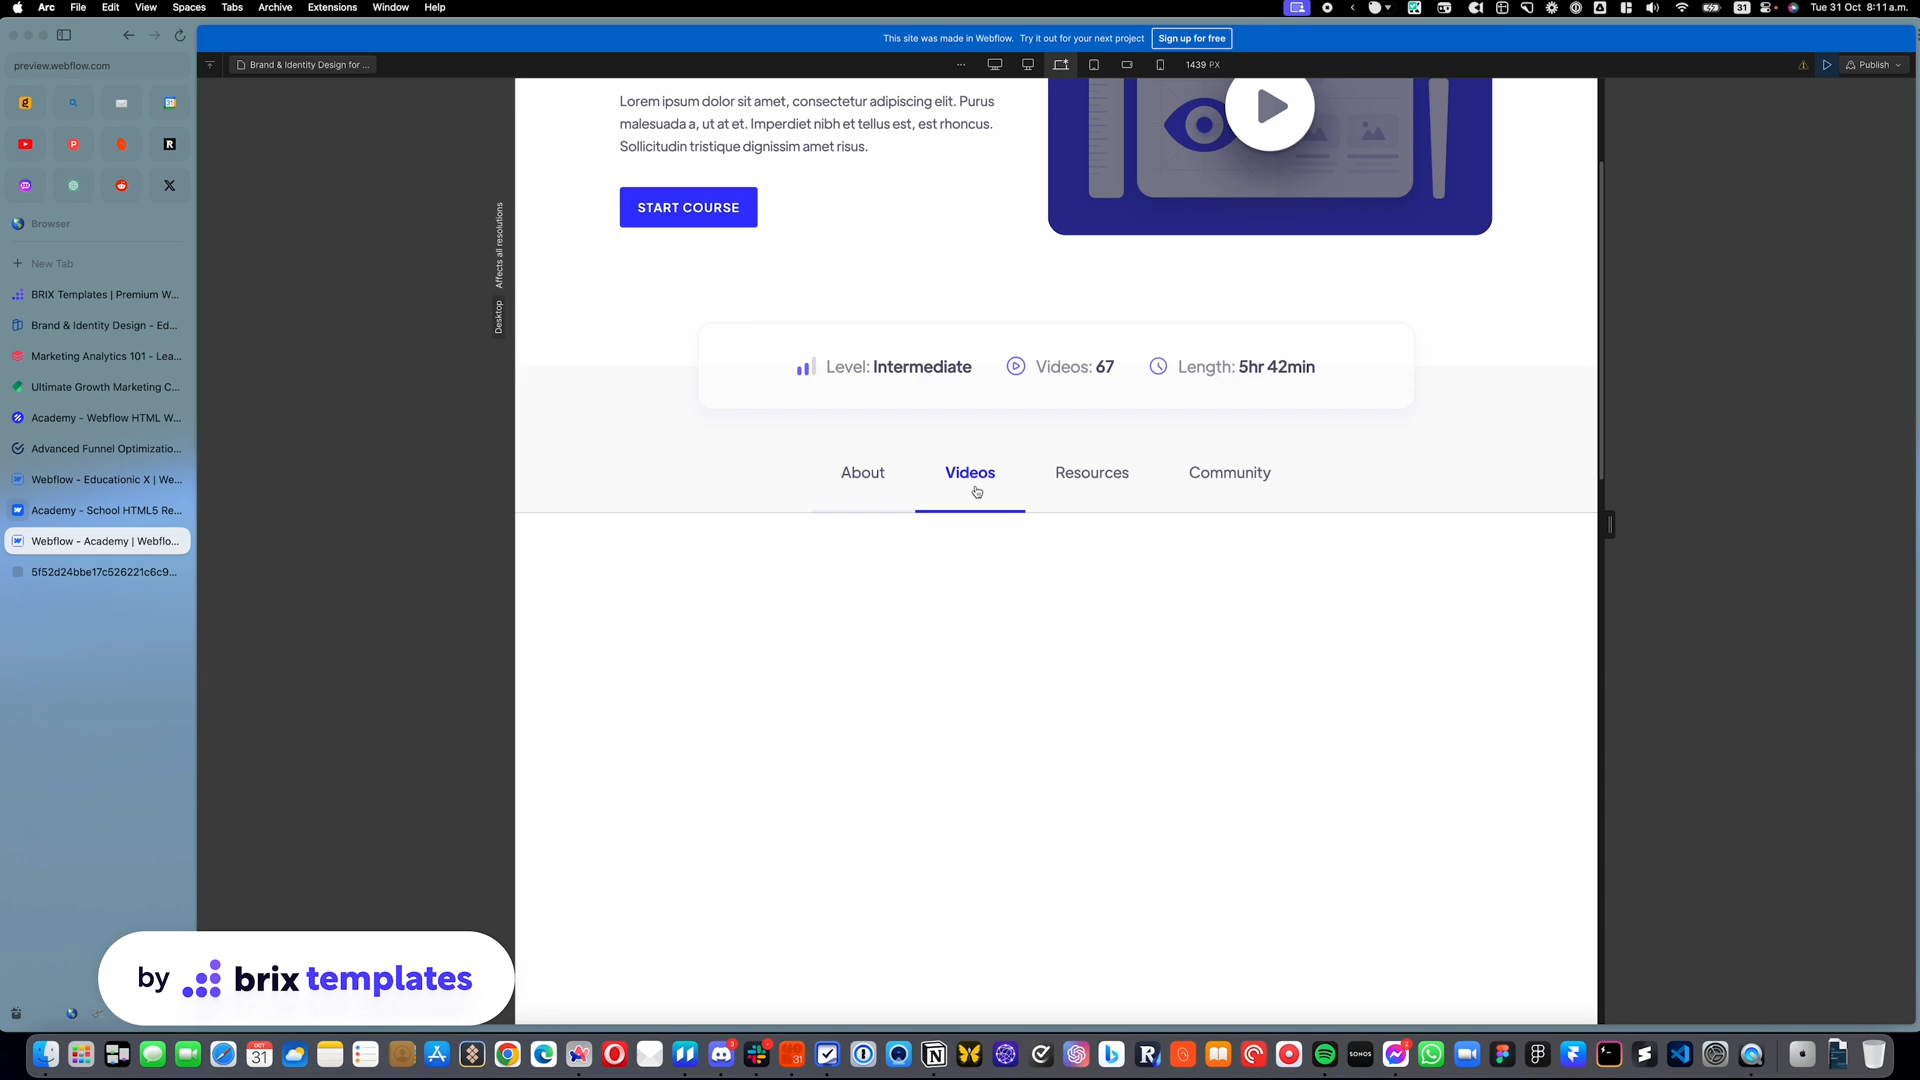 Arc File Edit View Spaces Tabs Archive Extensions Window Help
31 Tue 31 Oct 8:11 a.m.
This site was made in Webflow. Try it out for your next project Sign up for free
preview.webflow.com
Brand & Identity Design for ...
1439 PX
Publish
Browser
New Tab
BRIX Templates | Premium W...
Brand & Identity Design - Ed...
Marketing Analytics 101 - Lea...
Ultimate Growth Marketing C...
Academy - Webflow HTML W...
Advanced Funnel Optimizatio...
Webflow - Educationic X | We...
Academy - School HTML5 Re...
Webflow - Academy | Webflo...
5f52d24bbe17c526221c6c9...
Affects all resolutions
Desktop
Lorem ipsum dolor sit amet, consectetur adipiscing elit. Purus
malesuada a, ut at et. Imperdiet nibh et tellus est, est rhoncus.
Sollicitudin tristique dignissim amet risus.
START COURSE
Level: Intermediate
Videos: 67
Length: 5hr 42min
About
Videos
Resources
Community
by brix templates
OCT
31
SONOS